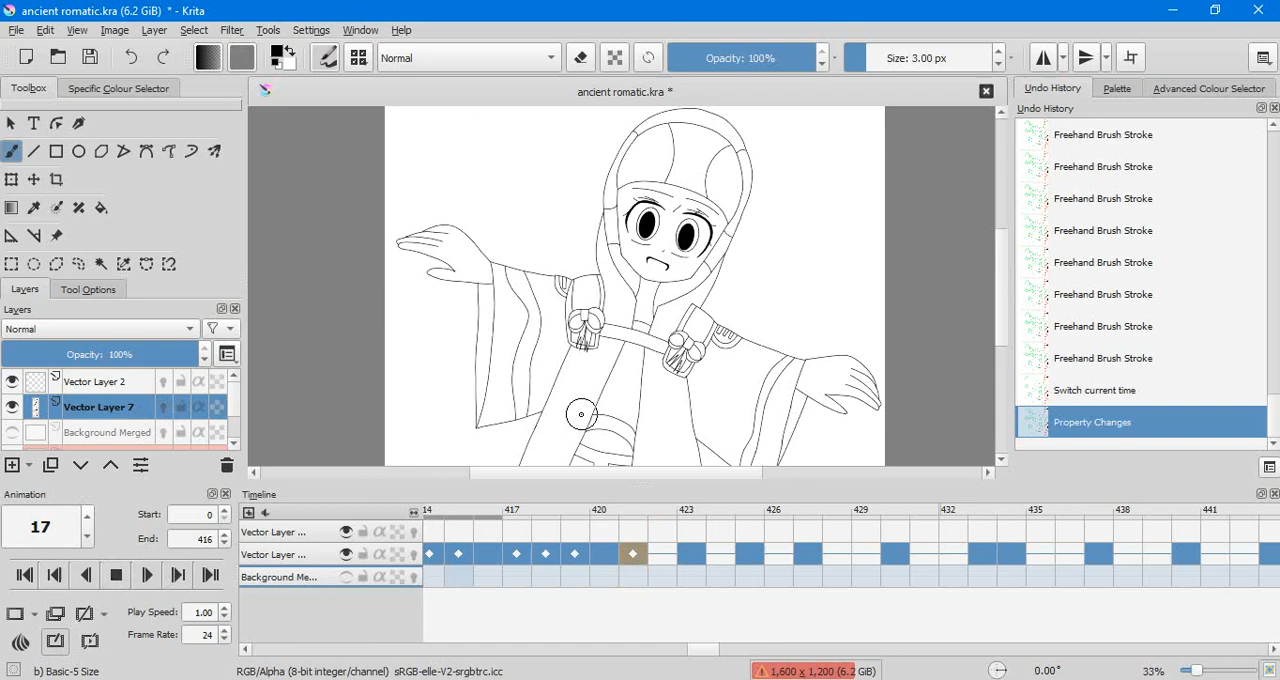 ancient romatic.kra (6.2 GiB) * - Krita
File Edit View Image Layer Select Filter Tools Settings Window Help
Normal Opacity: 100% Size: 3.00 px
Toolbox Specific Colour Selector
ancient romatic.kra *
Undo History Palette Advanced Colour Selector
Undo History
Freehand Brush Stroke
Freehand Brush Stroke
Freehand Brush Stroke
Freehand Brush Stroke
Freehand Brush Stroke
Freehand Brush Stroke
Freehand Brush Stroke
Freehand Brush Stroke
Switch current time
Property Changes
Layers Tool Options
Layers
Normal
Opacity: 100%
Vector Layer 2
Vector Layer 7
Background Merged
Animation
17
Start: 0
End: 416
Play Speed: 1.00
Frame Rate: 24
Timeline
14 417 420 423 426 429 432 435 438 441
Vector Layer ...
Vector Layer ...
Background Me...
b) Basic-5 Size RGB/Alpha (8-bit integer/channel) sRGB-elle-V2-srgbtrc.icc 1,600 x 1,200 (6.2 GiB) 0.00° 33%